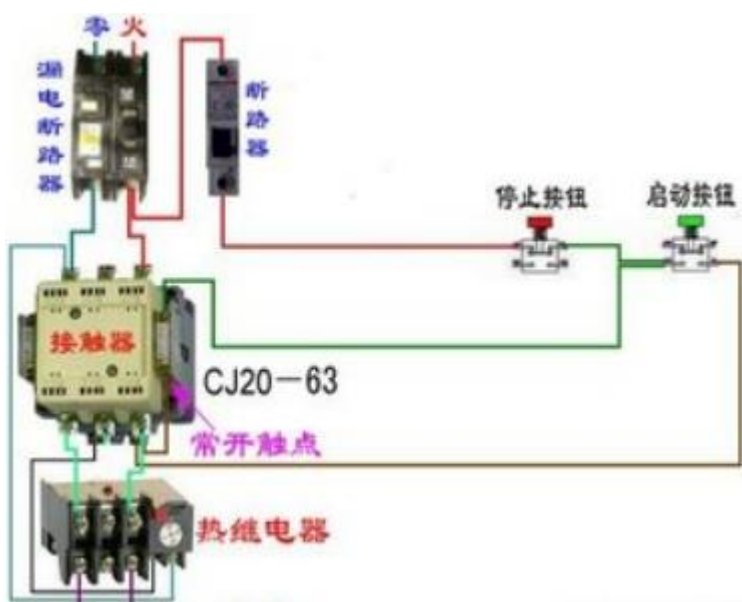 零 火
漏电断路器
断路器
停止按钮
启动按钮
接触器
CJ20-63
常开触点
热继电器